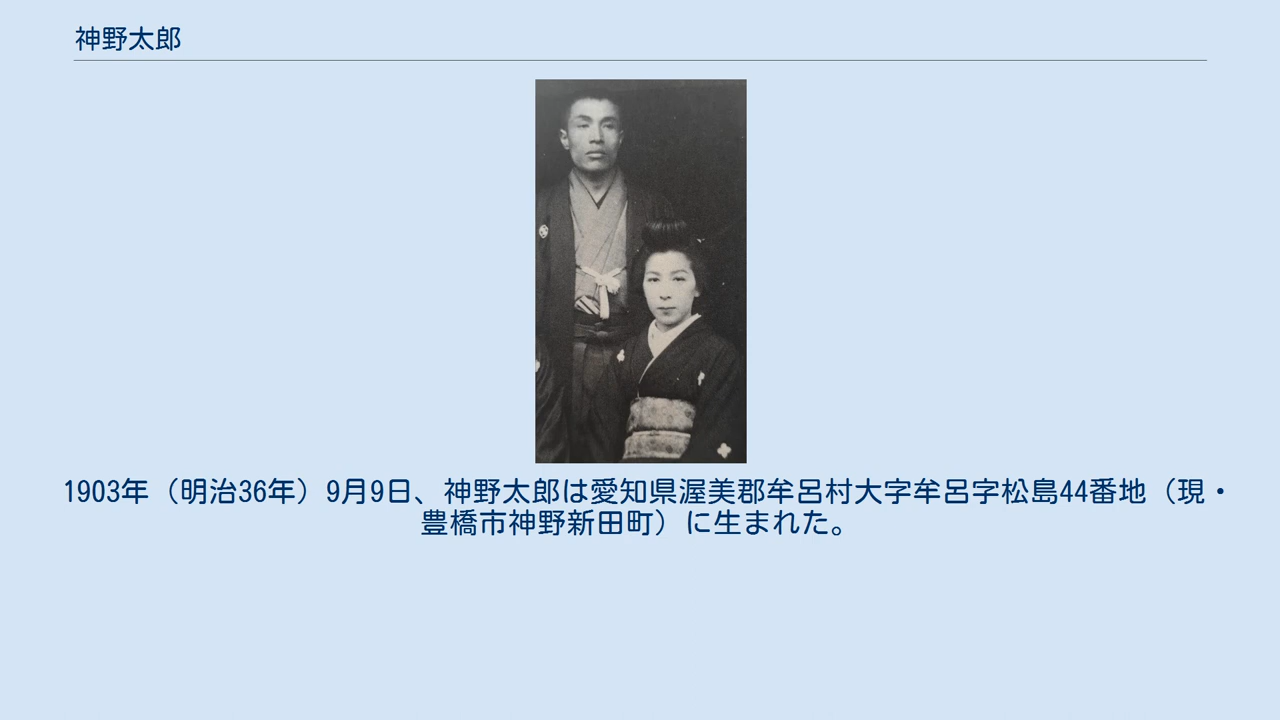 神野太郎
1903年（明治36年）9月9日、神野太郎は愛知県渥美郡牟呂村大字牟呂字松島44番地（現・
豊橋市神野新田町）に生まれた。